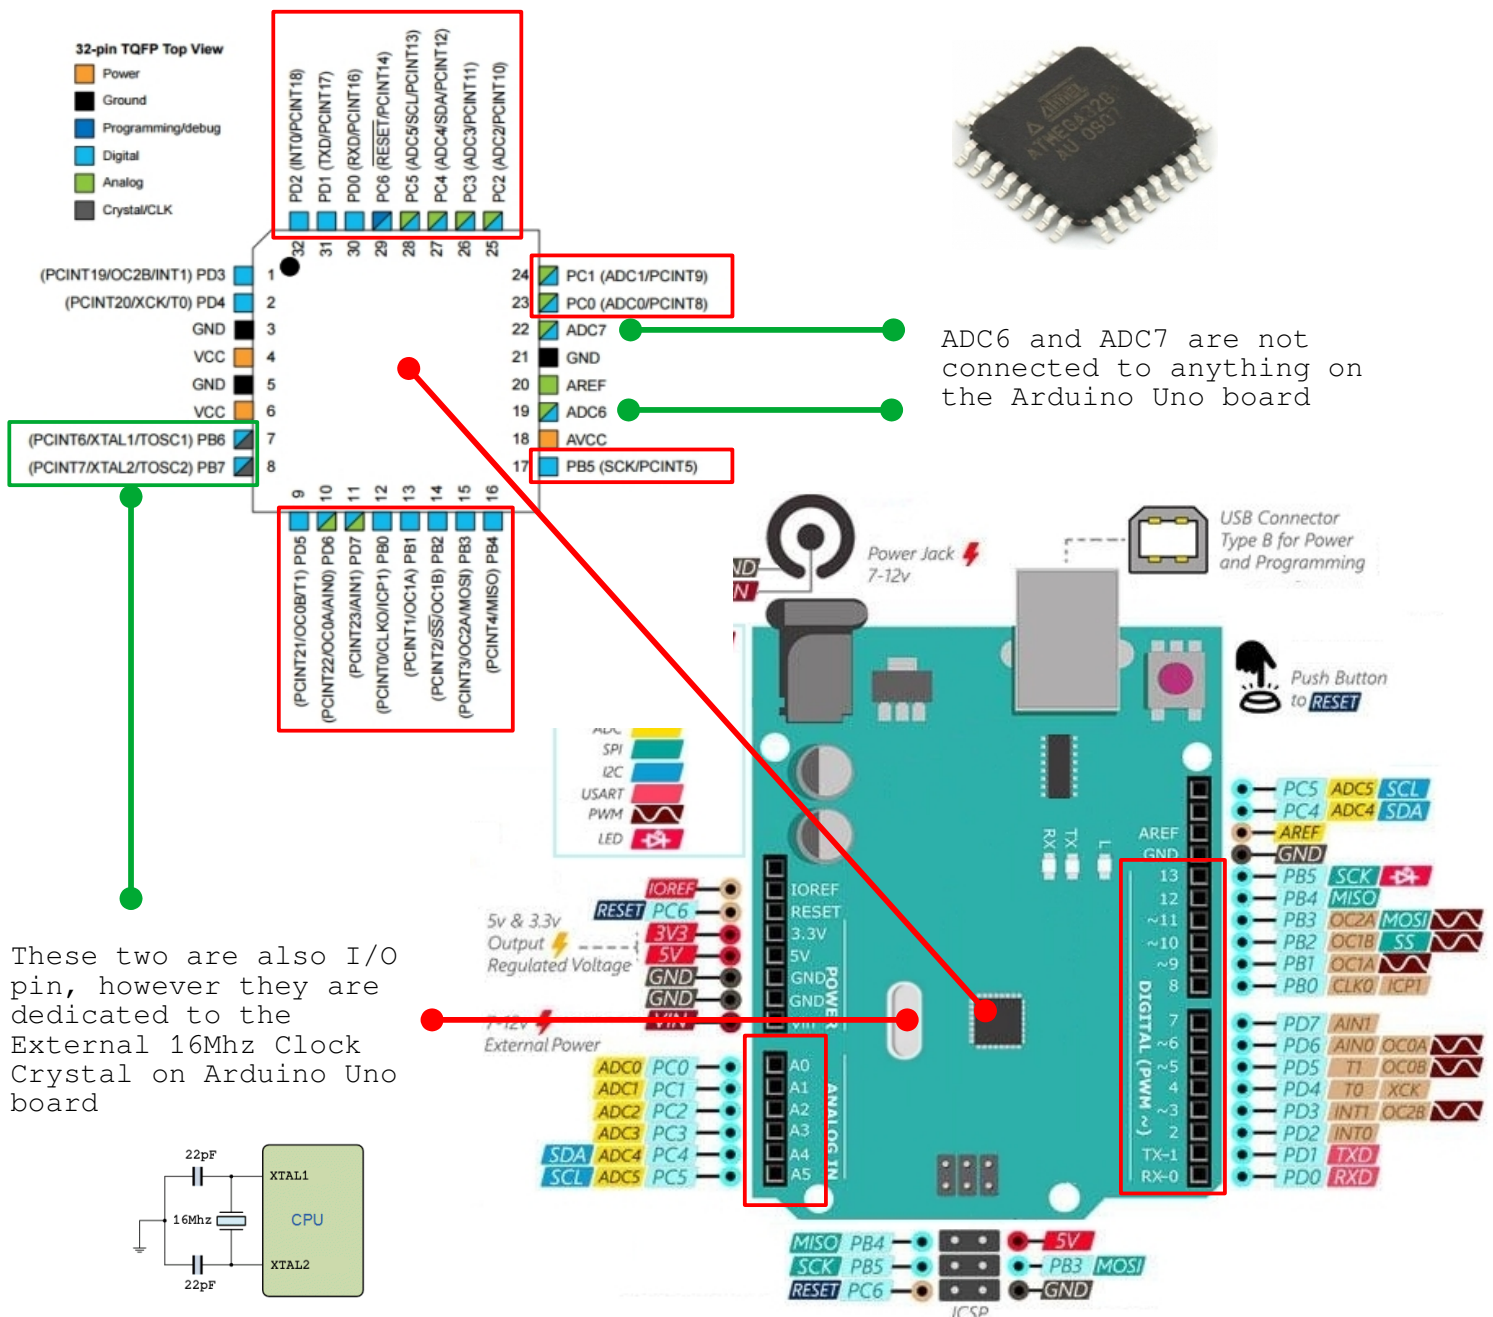 32-pin TQFP Top View
Power
Ground
Programming/debug
Digital
Analog
Crystal/CLK
PD2 (INT0/PCINT18)
PD1 (TXD/PCINT17)
PD0 (RXD/PCINT16)
PC6 (RESET/PCINT14)
PC5 (ADC5/SCL/PCINT13)
PC4 (ADC4/SDA/PCINT12)
PC3 (ADC3/PCINT11)
PC2 (ADC2/PCINT10)
32 31 30 29 28 27 26 25
(PCINT19/OC2B/INT1) PD3 1
(PCINT20/XCK/T0) PD4 2
GND 3
VCC 4
GND 5
VCC 6
(PCINT6/XTAL1/TOSC1) PB6 7
(PCINT7/XTAL2/TOSC2) PB7 8
24 PC1 (ADC1/PCINT9)
23 PC0 (ADC0/PCINT8)
22 ADC7
21 GND
20 AREF
19 ADC6
18 AVCC
17 PB5 (SCK/PCINT5)
9 10 11 12 13 14 15 16
(PCINT21/OC0B/T1) PD5
(PCINT22/OC0A/AIN0) PD6
(PCINT23/AIN1) PD7
(PCINT0/CLKO/ICP1) PB0
(PCINT1/OC1A) PB1
(PCINT2/SS/OC1B) PB2
(PCINT3/OC2A/MOSI) PB3
(PCINT4/MISO) PB4
ATMEL
ATMEGA328
AU 0907
ADC6 and ADC7 are not
connected to anything on
the Arduino Uno board
These two are also I/O
pin, however they are
dedicated to the
External 16Mhz Clock
Crystal on Arduino Uno
board
22pF
XTAL1
16Mhz
CPU
XTAL2
22pF
Power Jack
7-12v
USB Connector
Type B for Power
and Programming
Push Button
to RESET
ADC
SPI
I2C
USART
PWM
LED
IOREF
RESET PC6
3V3
5V
GND
GND
VIN
5v & 3.3v
Output
Regulated Voltage
7-12v
External Power
ADC0 PC0
ADC1 PC1
ADC2 PC2
ADC3 PC3
SDA ADC4 PC4
SCL ADC5 PC5
IOREF
RESET
3.3V
5V
GND
GND
Vin
POWER
A0
A1
A2
A3
A4
A5
ANALOG IN
RX
TX
L
AREF
GND
13
12
~11
~10
~9
8
7
~6
~5
4
~3
2
TX-1
RX-0
DIGITAL (PWM ~)
PC5 ADC5 SCL
PC4 ADC4 SDA
AREF
GND
PB5 SCK
PB4 MISO
PB3 OC2A MOSI
PB2 OC1B SS
PB1 OC1A
PB0 CLK0 ICP1
PD7 AIN1
PD6 AIN0 OC0A
PD5 T1 OC0B
PD4 T0 XCK
PD3 INT1 OC2B
PD2 INT0
PD1 TXD
PD0 RXD
MISO PB4
SCK PB5
RESET PC6
5V
PB3 MOSI
GND
ICSP